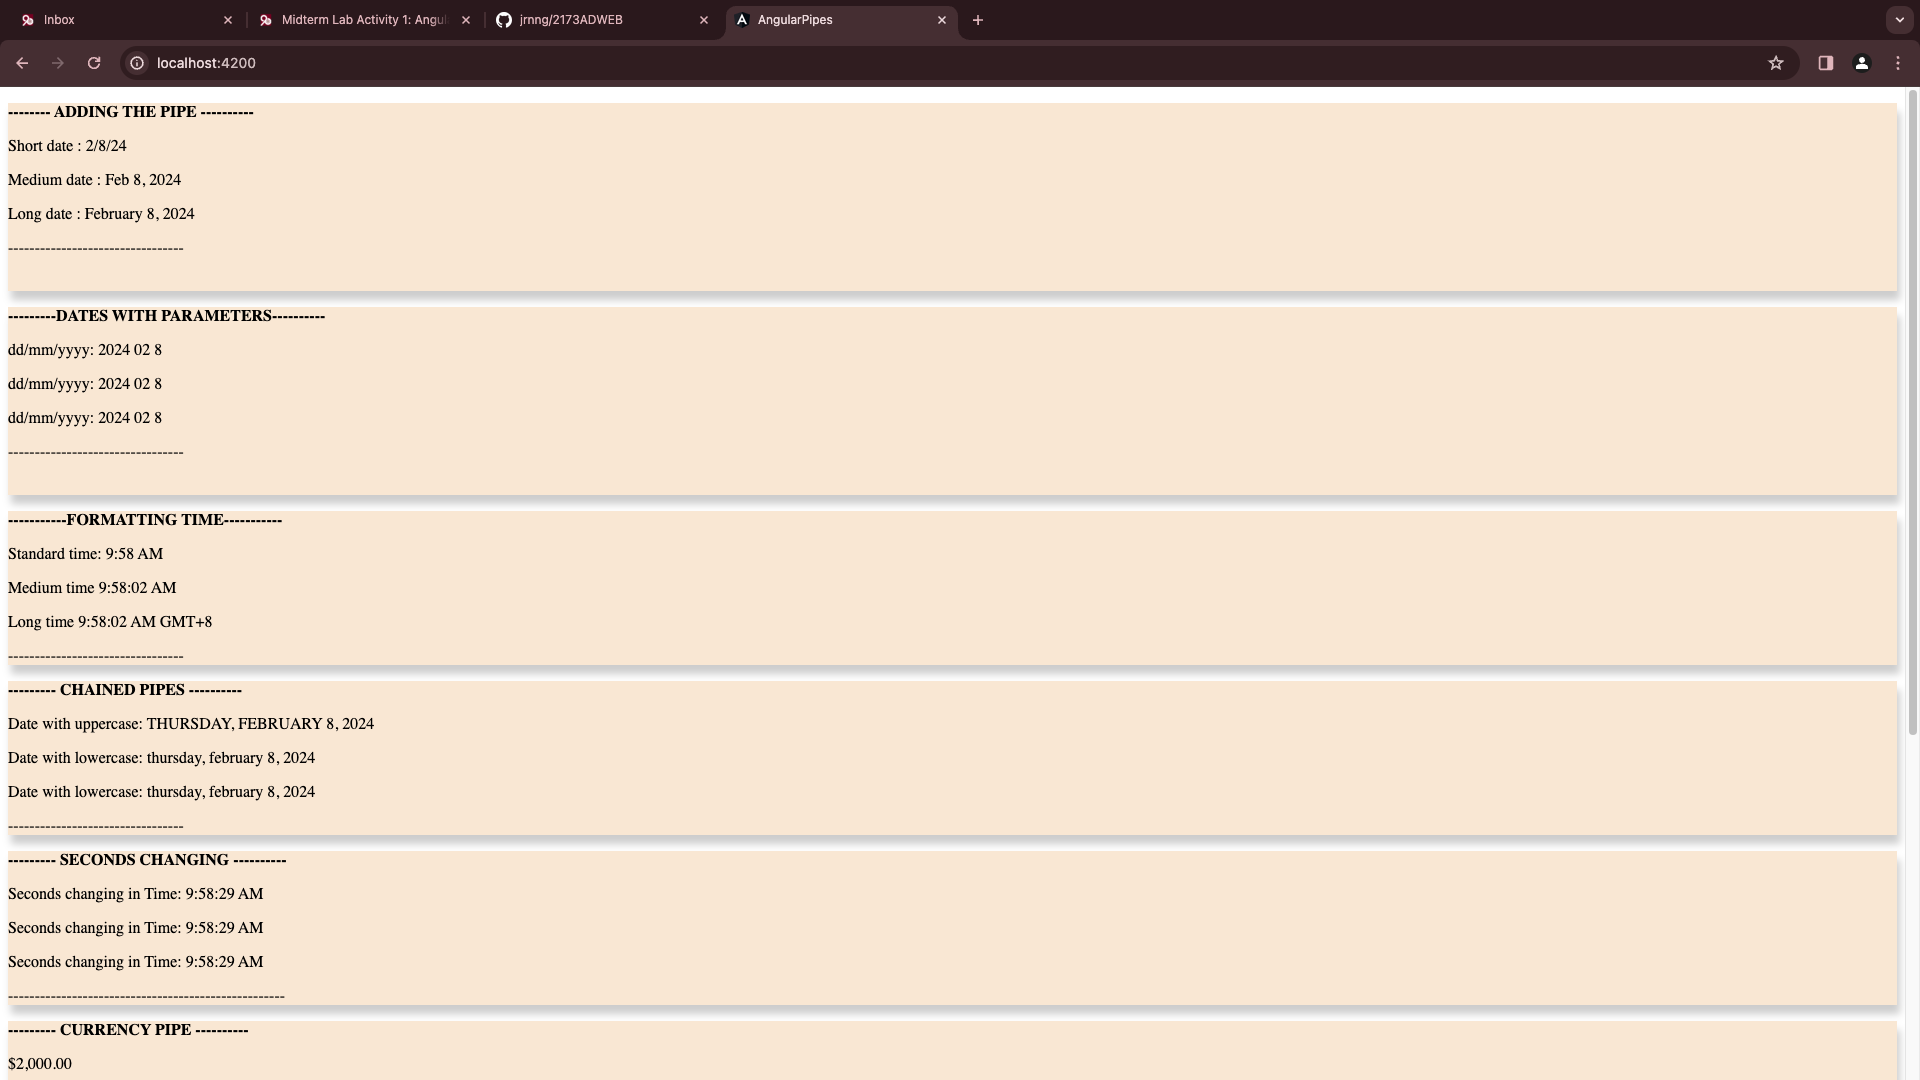 Inbox
Midterm Lab Activity 1: Angul
jrnng/2173ADWEB
AngularPipes
localhost:4200
-------- ADDING THE PIPE ----------
Short date : 2/8/24
Medium date : Feb 8, 2024
Long date : February 8, 2024
---------------------------------
---------DATES WITH PARAMETERS----------
dd/mm/yyyy: 2024 02 8
dd/mm/yyyy: 2024 02 8
dd/mm/yyyy: 2024 02 8
---------------------------------
-----------FORMATTING TIME-----------
Standard time: 9:58 AM
Medium time 9:58:02 AM
Long time 9:58:02 AM GMT+8
---------------------------------
--------- CHAINED PIPES ----------
Date with uppercase: THURSDAY, FEBRUARY 8, 2024
Date with lowercase: thursday, february 8, 2024
Date with lowercase: thursday, february 8, 2024
---------------------------------
--------- SECONDS CHANGING ----------
Seconds changing in Time: 9:58:29 AM
Seconds changing in Time: 9:58:29 AM
Seconds changing in Time: 9:58:29 AM
----------------------------------------------------
--------- CURRENCY PIPE ----------
$2,000.00